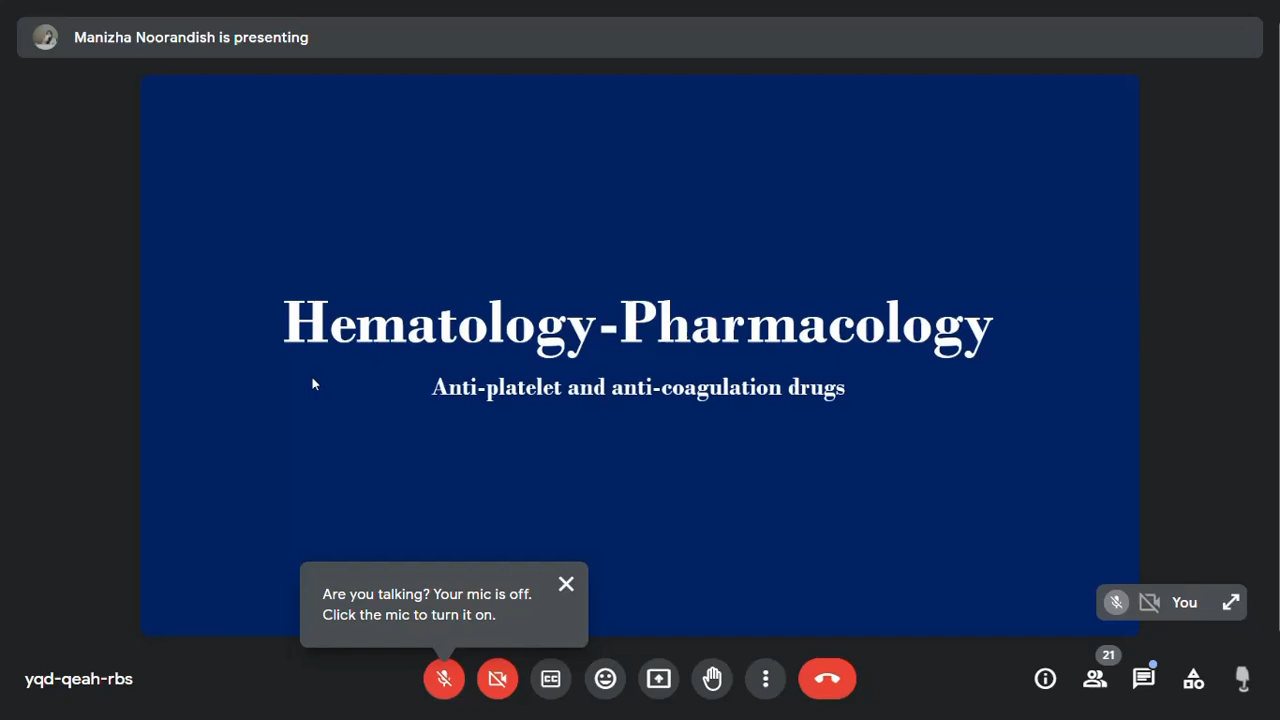 Manizha Noorandish is presenting
Hematology-Pharmacology
Anti-platelet and anti-coagulation drugs
Are you talking? Your mic is off.
Click the mic to turn it on.
You
yqd-qeah-rbs
CC
21